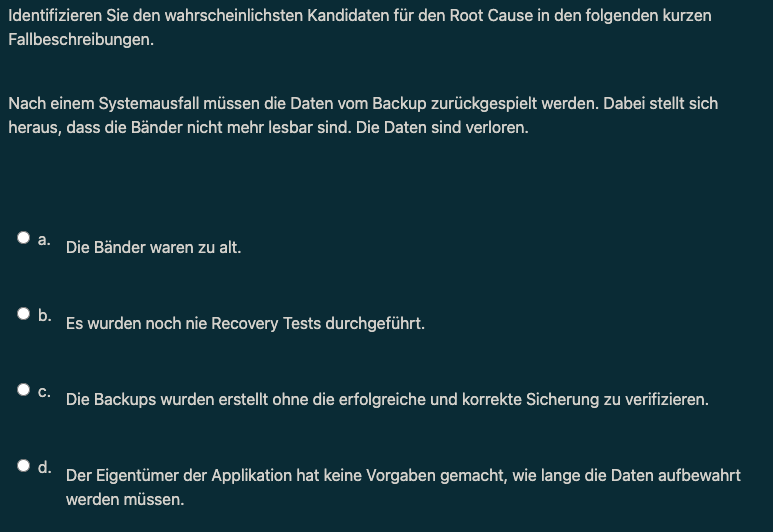 Identifizieren Sie den wahrscheinlichsten Kandidaten für den Root Cause in den folgenden kurzen
Fallbeschreibungen.
Nach einem Systemausfall müssen die Daten vom Backup zurückgespielt werden. Dabei stellt sich
heraus, dass die Bänder nicht mehr lesbar sind. Die Daten sind verloren.
a. Die Bänder waren zu alt.
b. Es wurden noch nie Recovery Tests durchgeführt.
c. Die Backups wurden erstellt ohne die erfolgreiche und korrekte Sicherung zu verifizieren.
d. Der Eigentümer der Applikation hat keine Vorgaben gemacht, wie lange die Daten aufbewahrt
werden müssen.